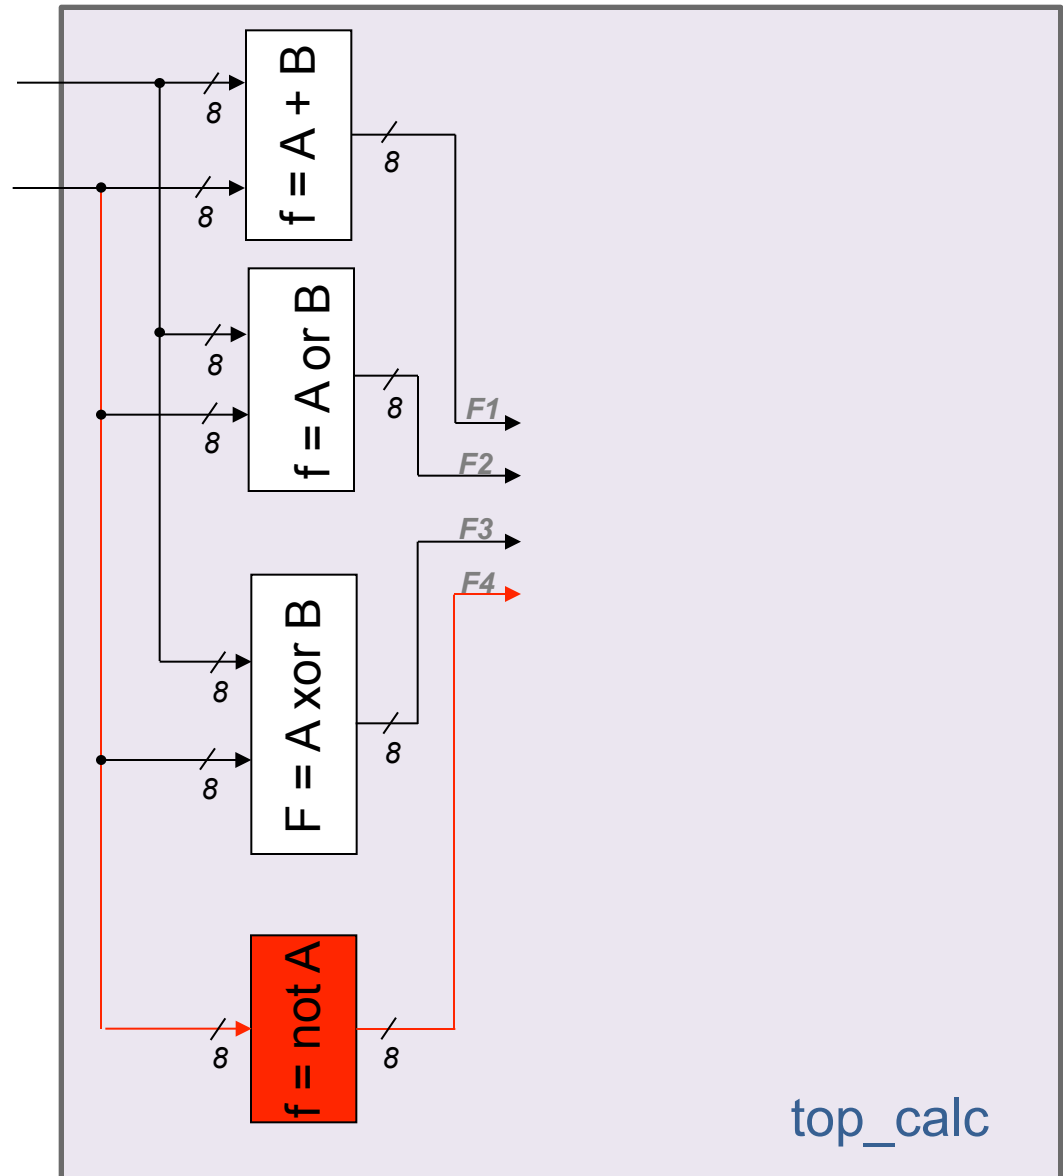 8
f = A + B
8
8
8
f = A or B
8
F1
8
F2
F3
F4
8
F = A xor B
8
8
8
f = not A
8
top_calc